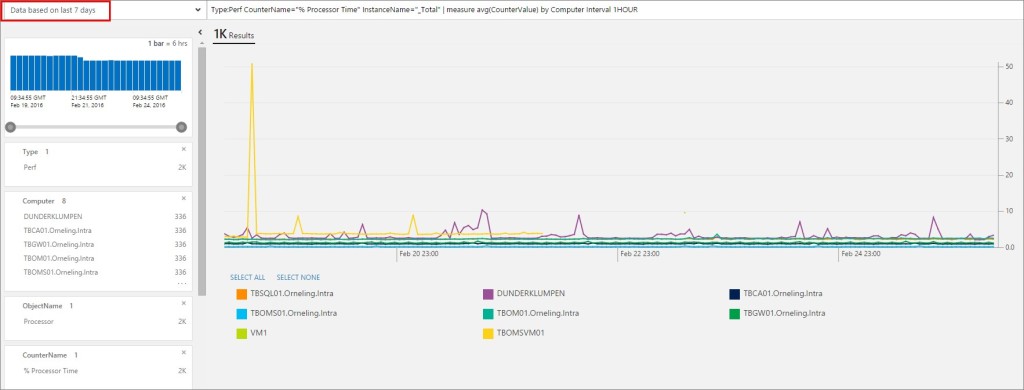 Data based on last 7 days
Type:Perf CounterName="% Processor Time" InstanceName="_Total" | measure avg(CounterValue) by Computer Interval 1HOUR
1 bar = 6 hrs
09:34:55 GMT
Feb 19, 2016
21:34:55 GMT
Feb 21, 2016
09:34:55 GMT
Feb 24, 2016
Type 1
Perf 2K
Computer 8
DUNDERKLUMPEN 336
TBCA01.Orneling.Intra 336
TBGW01.Orneling.Intra 336
TBOM01.Orneling.Intra 336
TBOMS01.Orneling.Intra 336
...
ObjectName 1
Processor 2K
CounterName 1
% Processor Time 2K
1K Results
50
40
30
20
10
0.0
Feb 20 23:00
Feb 22 23:00
Feb 24 23:00
SELECT ALL SELECT NONE
TBSQL01.Orneling.Intra DUNDERKLUMPEN TBCA01.Orneling.Intra
TBOMS01.Orneling.Intra TBOM01.Orneling.Intra TBGW01.Orneling.Intra
VM1 TBOMSVM01